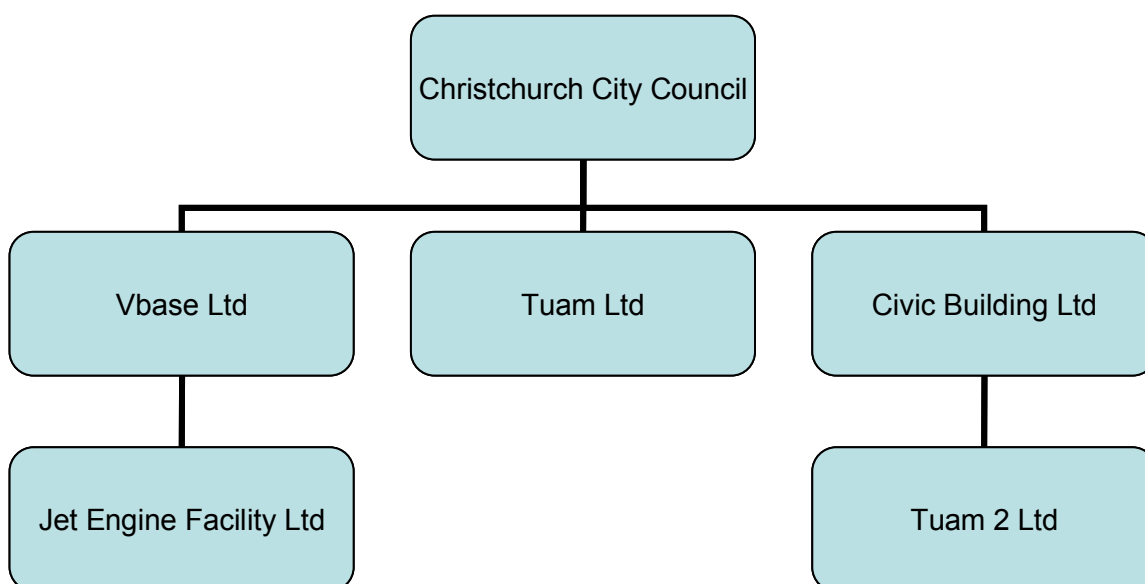 Christchurch City Council
Vbase Ltd
Tuam Ltd
Civic Building Ltd
Jet Engine Facility Ltd
Tuam 2 Ltd